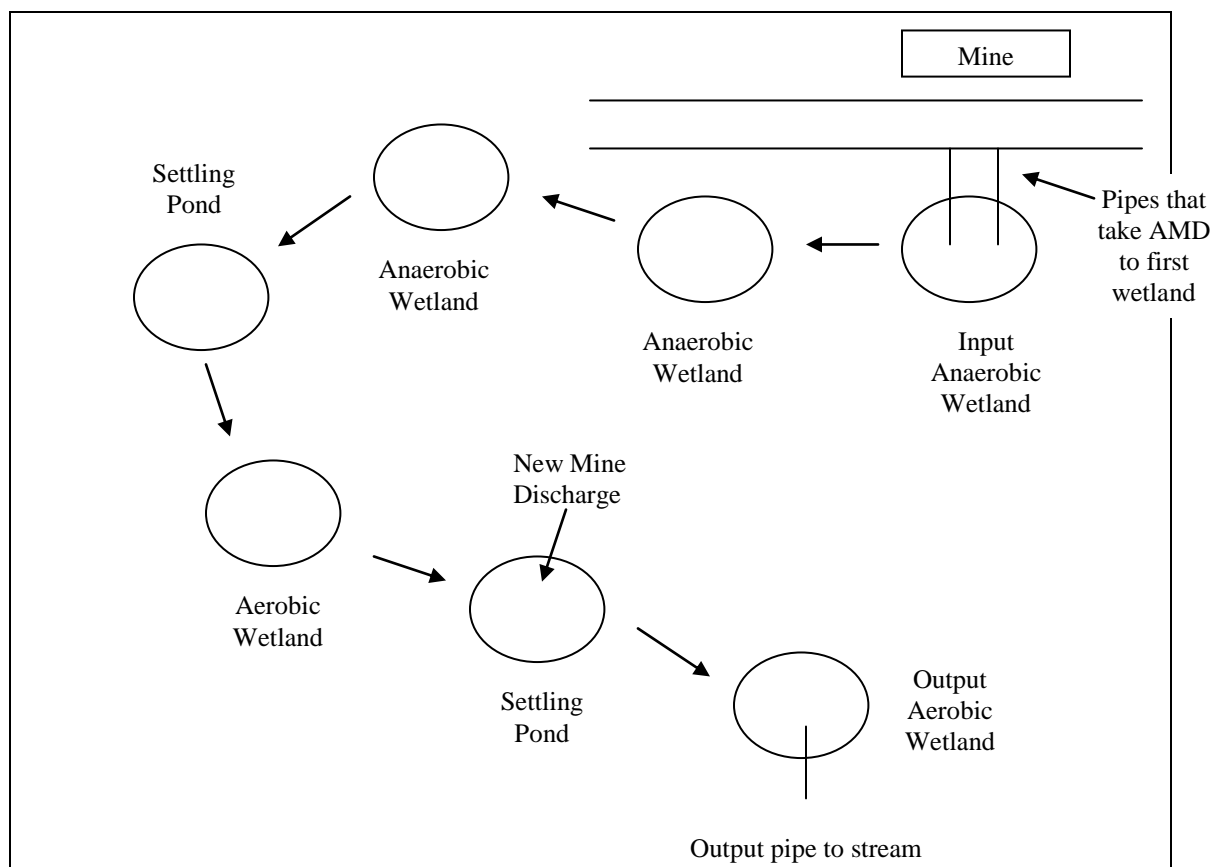 Mine
Pipes that
take AMD
to first
wetland
Settling
Pond
Anaerobic
Wetland
Anaerobic
Wetland
Input
Anaerobic
Wetland
New Mine
Discharge
Aerobic
Wetland
Settling
Pond
Output
Aerobic
Wetland
Output pipe to stream